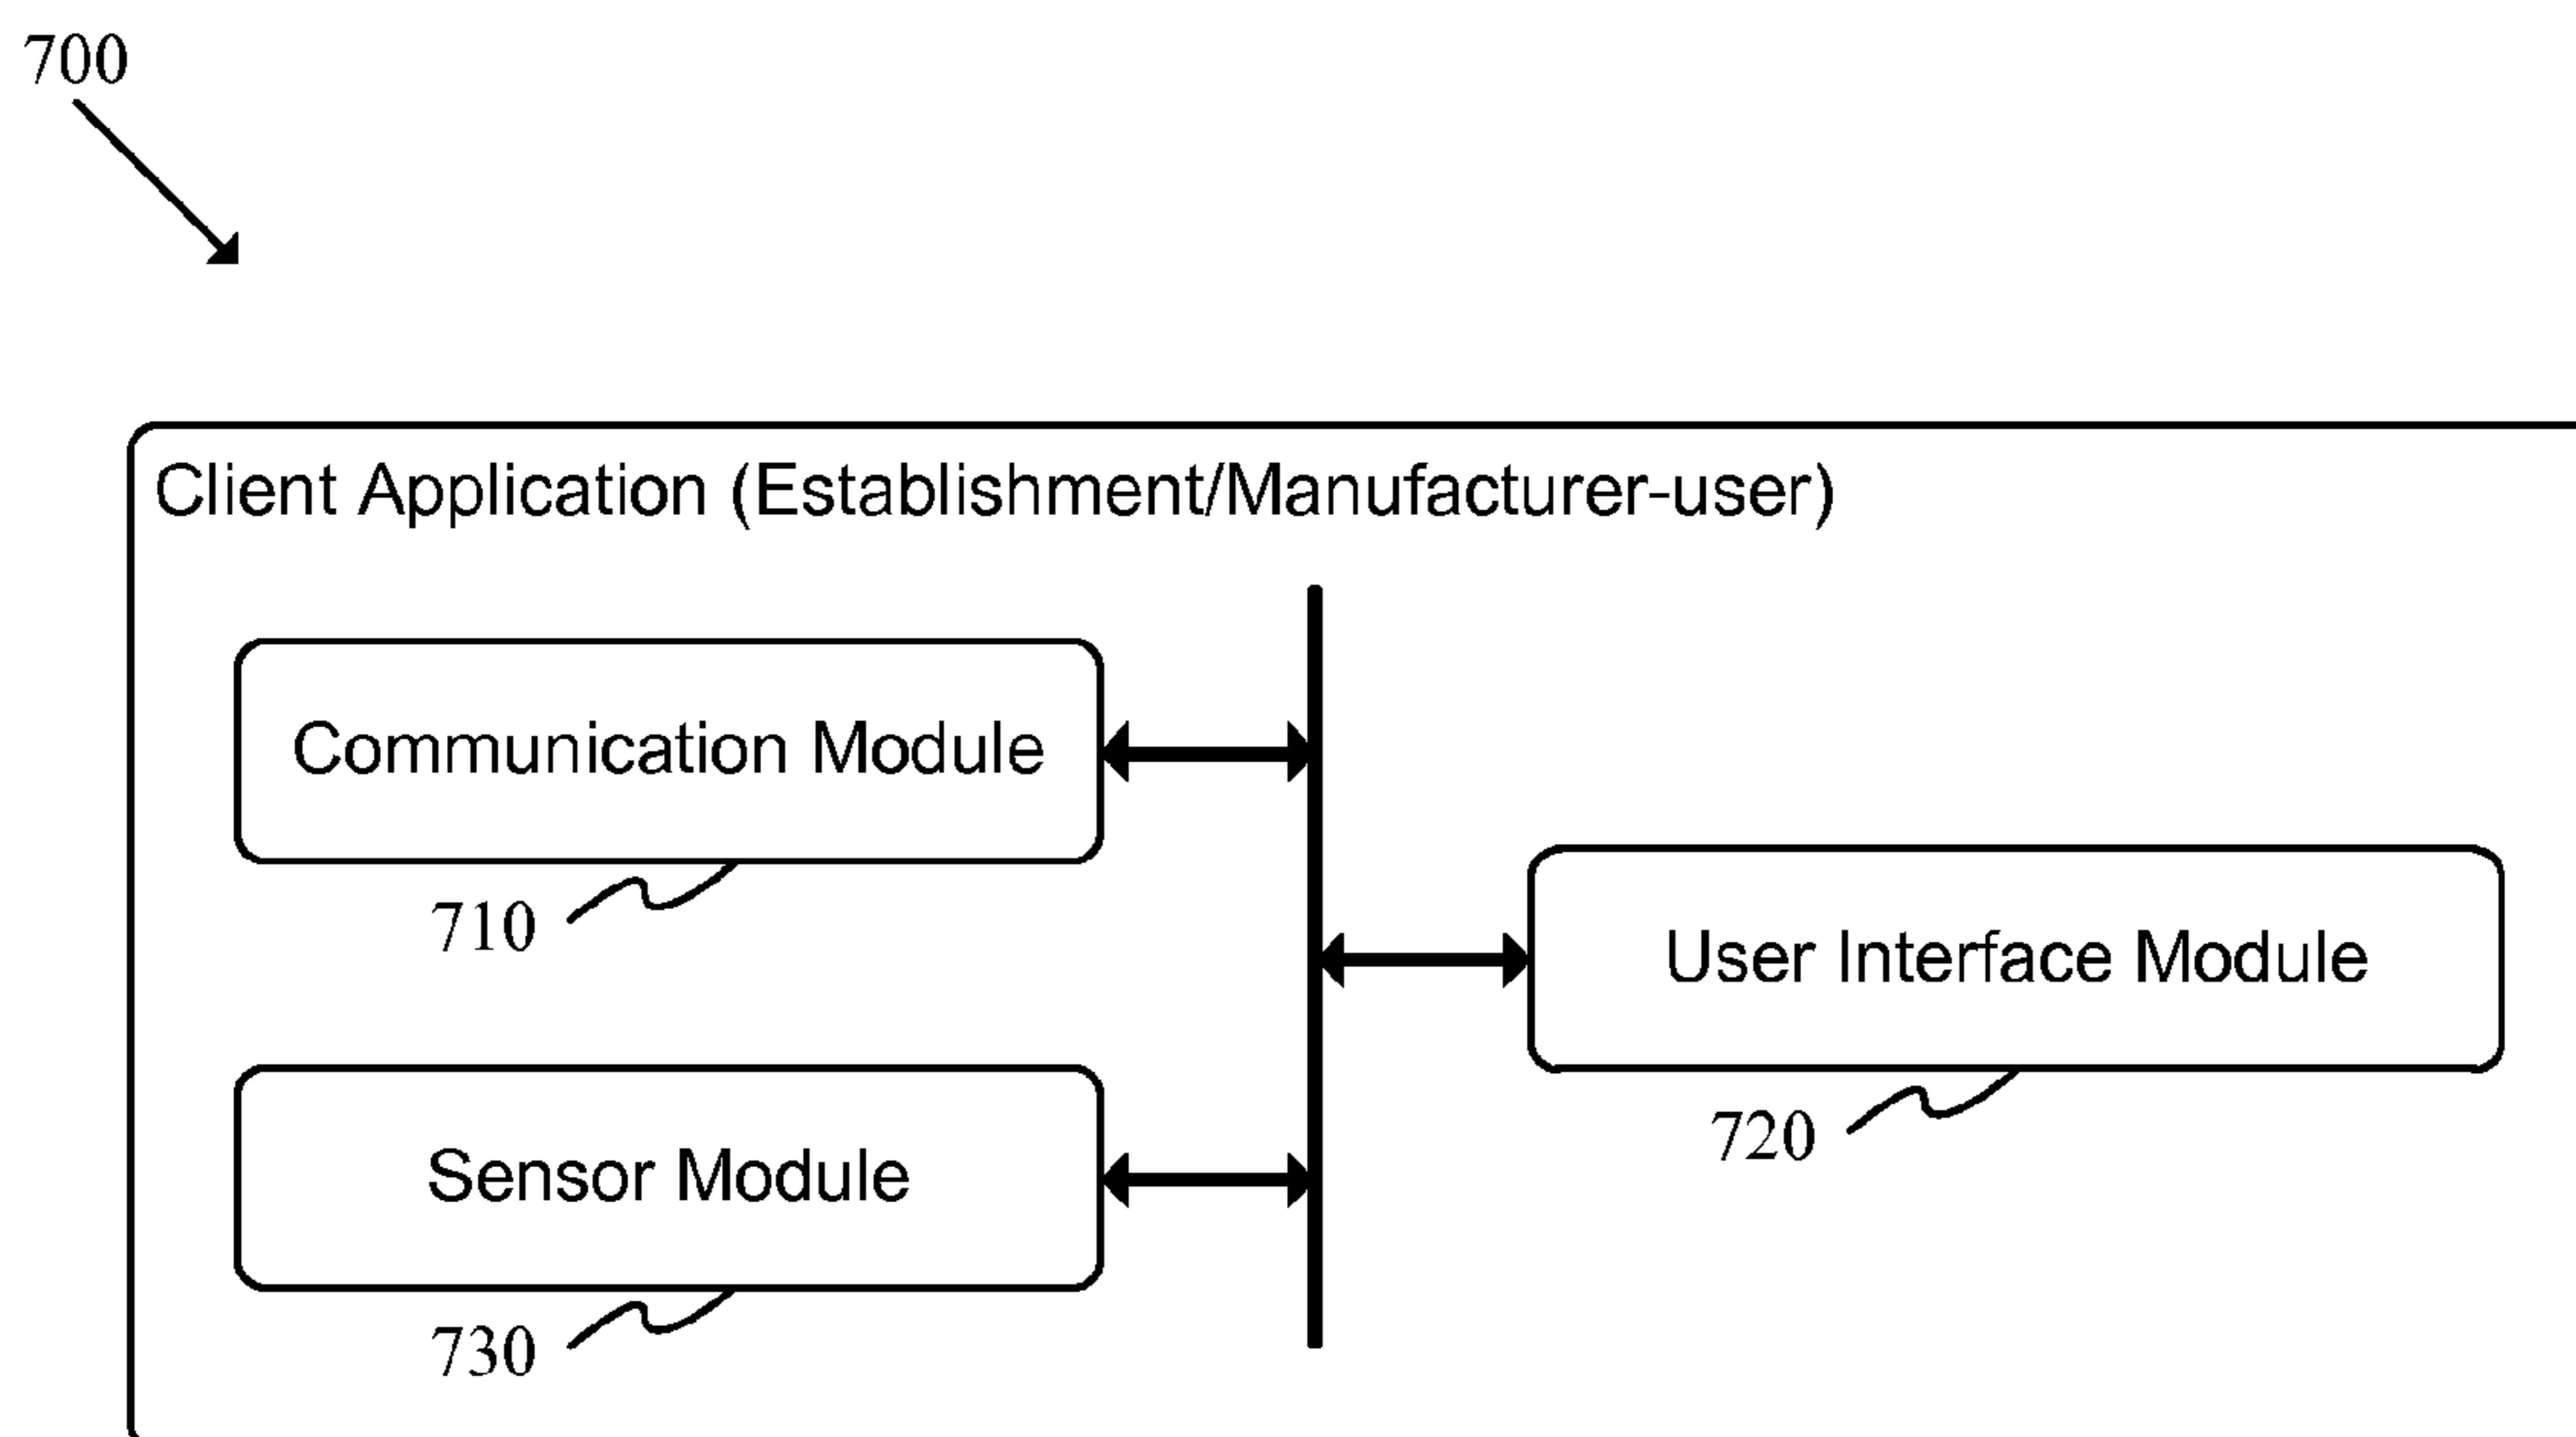 700
Client Application (Establishment/Manufacturer-user)
Communication Module
710
User Interface Module
720
Sensor Module
730